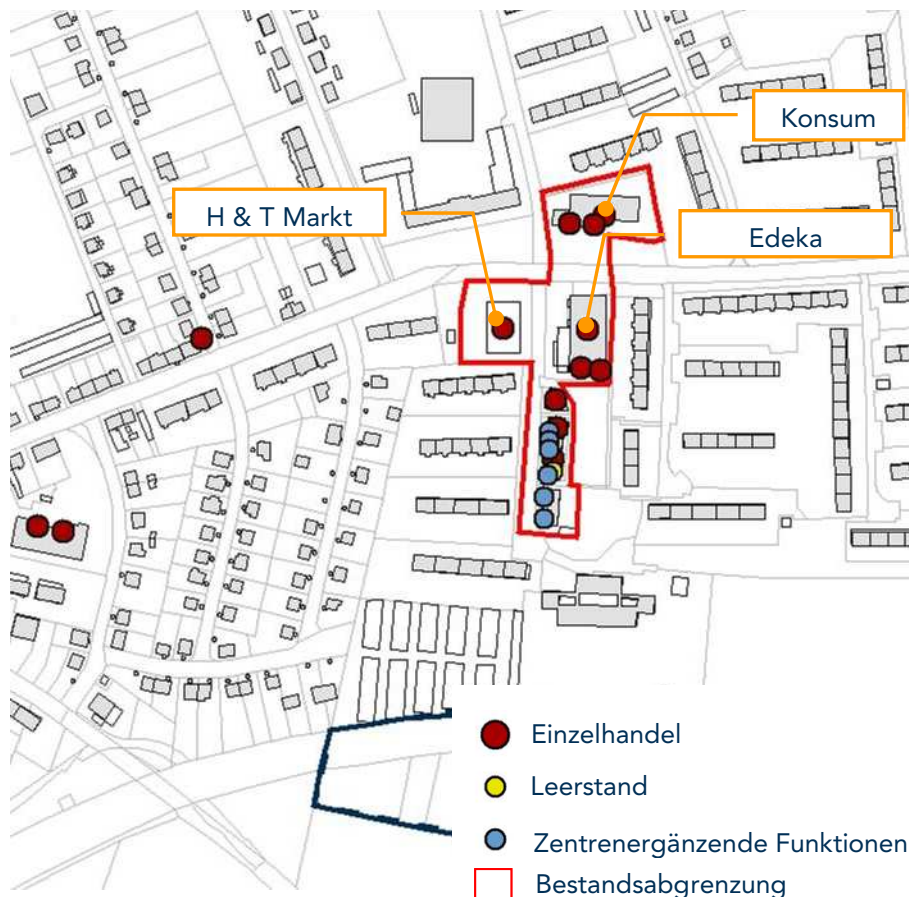 Konsum
H & T Markt
Edeka
Einzelhandel
Leerstand
Zentrenergänzende Funktionen
Bestandsabgrenzung